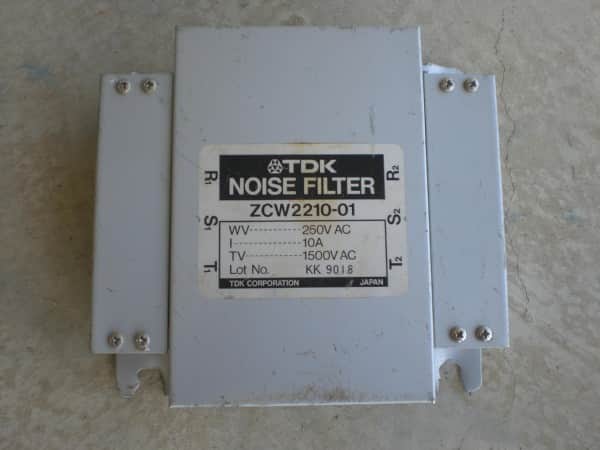 TDK
NOISE FILTER
ZCW2210-01
WV------------250V AC
I----------------10A
TV------------1500V AC
Lot No. KK 9018
TDK CORPORATION JAPAN
R1
S1
T1
R2
S2
T2